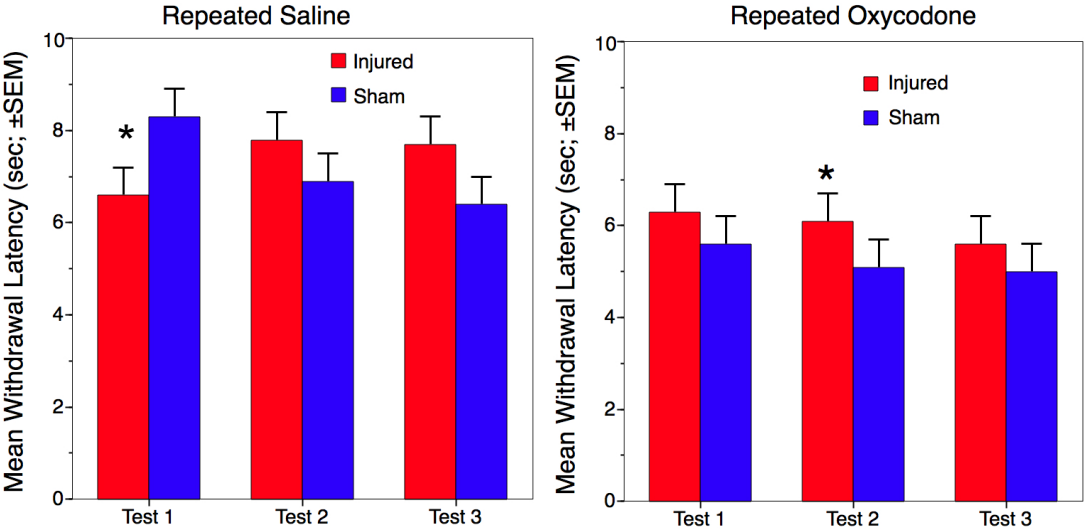 Repeated Saline
Mean Withdrawal Latency (sec; ±SEM)
10
8
6
4
2
0
Injured
Sham
*
Test 1
Test 2
Test 3
Repeated Oxycodone
Mean Withdrawal Latency (sec; ±SEM)
10
8
6
4
2
0
Injured
Sham
*
Test 1
Test 2
Test 3